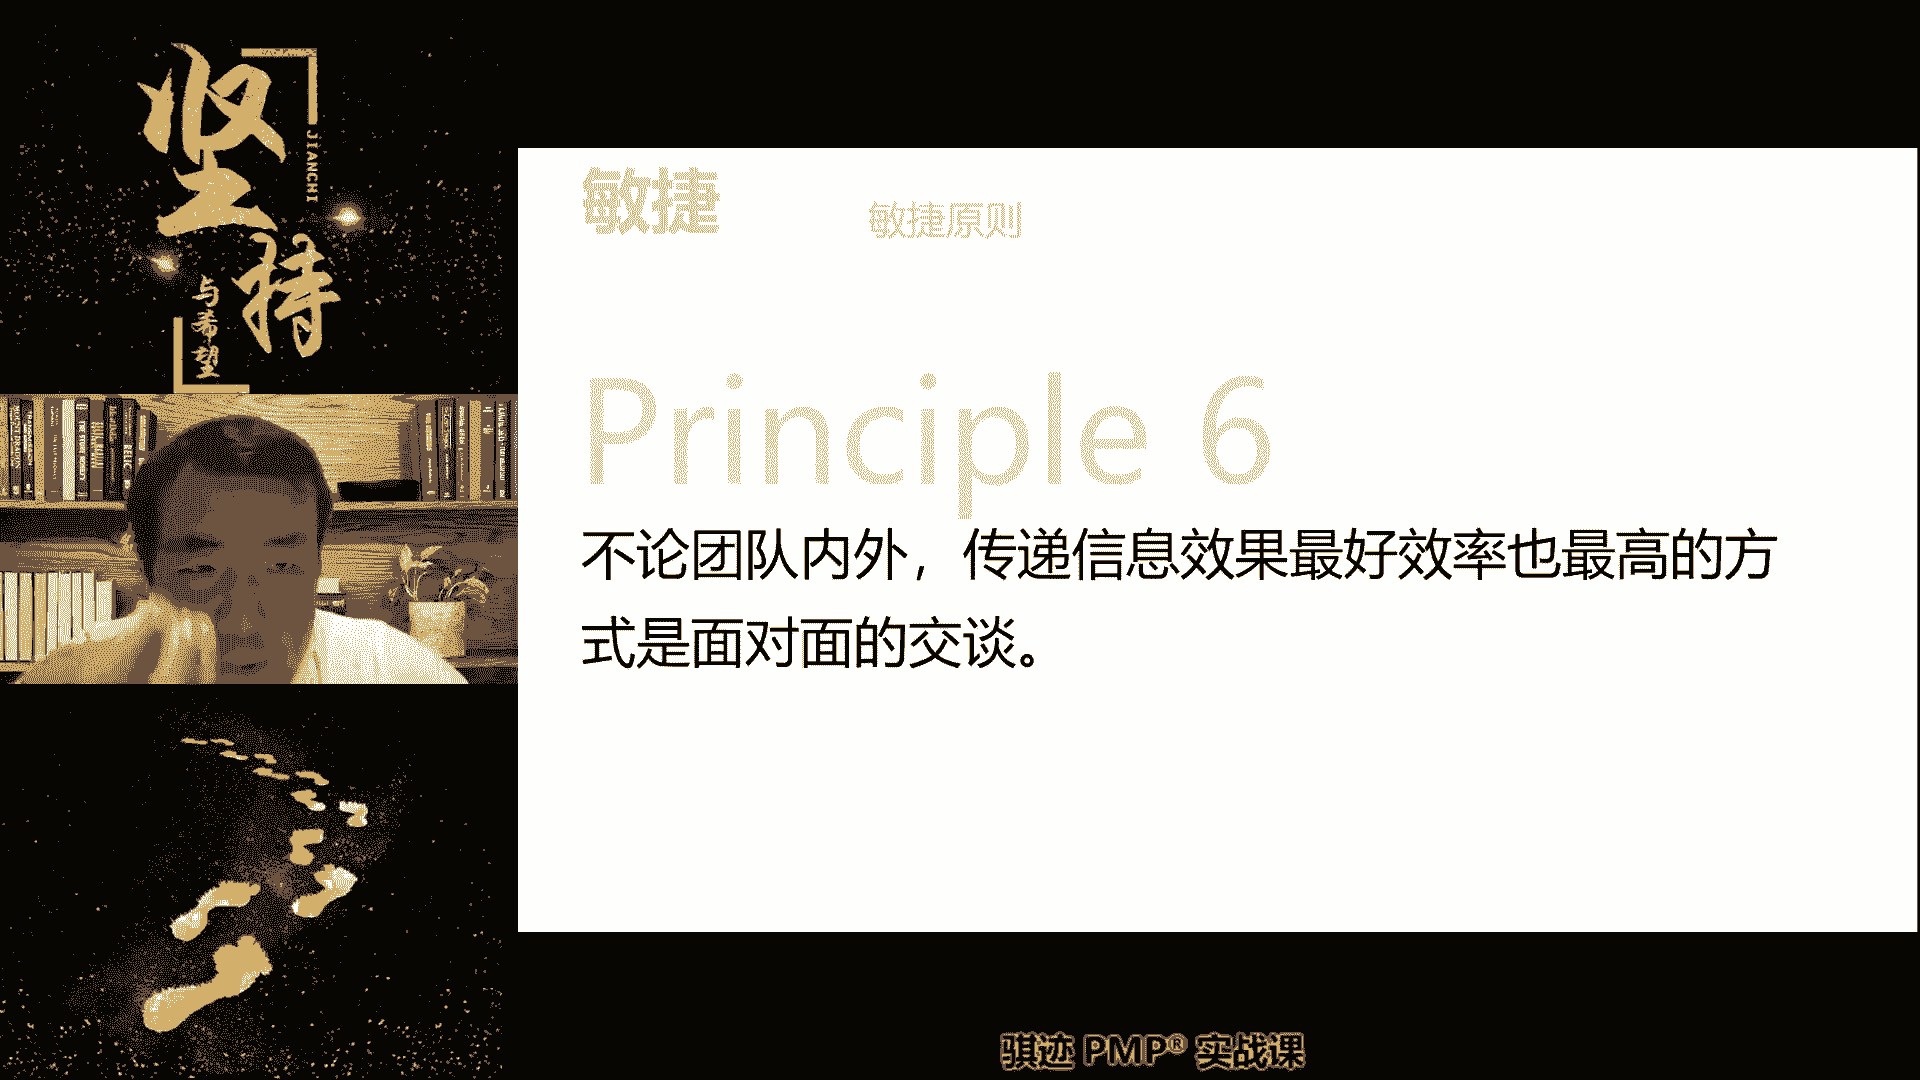 坚持
JIANCHI
与希望
敏捷
敏捷原则
Principle 6
不论团队内外，传递信息效果最好效率也最高的方
式是面对面的交谈。
骐迹 PMP® 实战课